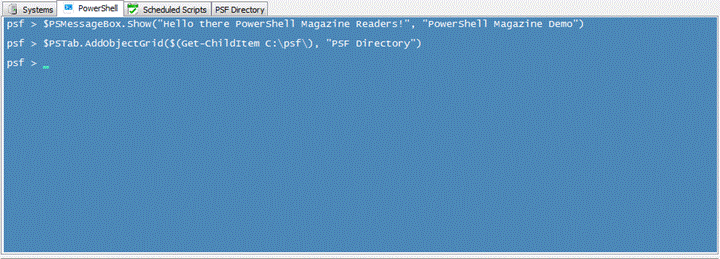 Systems PowerShell Scheduled Scripts PSF Directory
psf > $PSMessageBox.Show("Hello there PowerShell Magazine Readers!", "PowerShell Magazine Demo")
psf > $PSTab.AddObjectGrid($(Get-ChildItem C:\psf\), "PSF Directory")
psf >